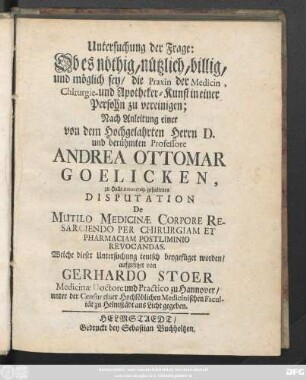 Untersuchung der Frage:
Ob es nöthig, nützlich, billig,
und möglich sey / die Praxin der Medicin,
Chirurgie- und Apotheker-Kunst in einer
Persohn zu vereinigen;
Nach Anleitung einer
von dem Hochgelahrten Herrn D.
und berühmten Professore
ANDREA OTTOMAR
GOELICKEN,
zu Halle gehaltenen
DISPUTATION
De
MUTILO MEDICINÆ CORPORE RE-
SARCIENDO PER CHIRURGIAM ET
PHARMACIAM POSTLIMINIO
REVOCANDAS.
Welche dieser Untersuchung teutsch beygefüget worden /
aufgesetzet von
GERHARDO STOER
Medicinæ Doctore und Practico zu Hannover /
unter der Censur einer Hochlöblichen Medicinischen Facul-
tät zu Helmstädt ans Licht gegeben.
HELMSTAEDT /
Gedruckt bey Sebastian Buchholtzen.